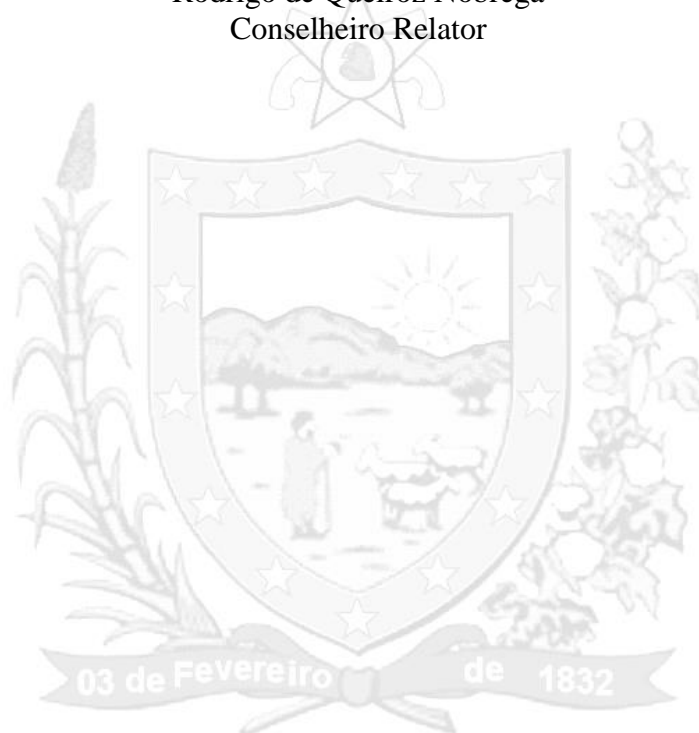 Rodrigo de Queiroz Nóbrega
Conselheiro Relator
03 de Fevereiro de 1832